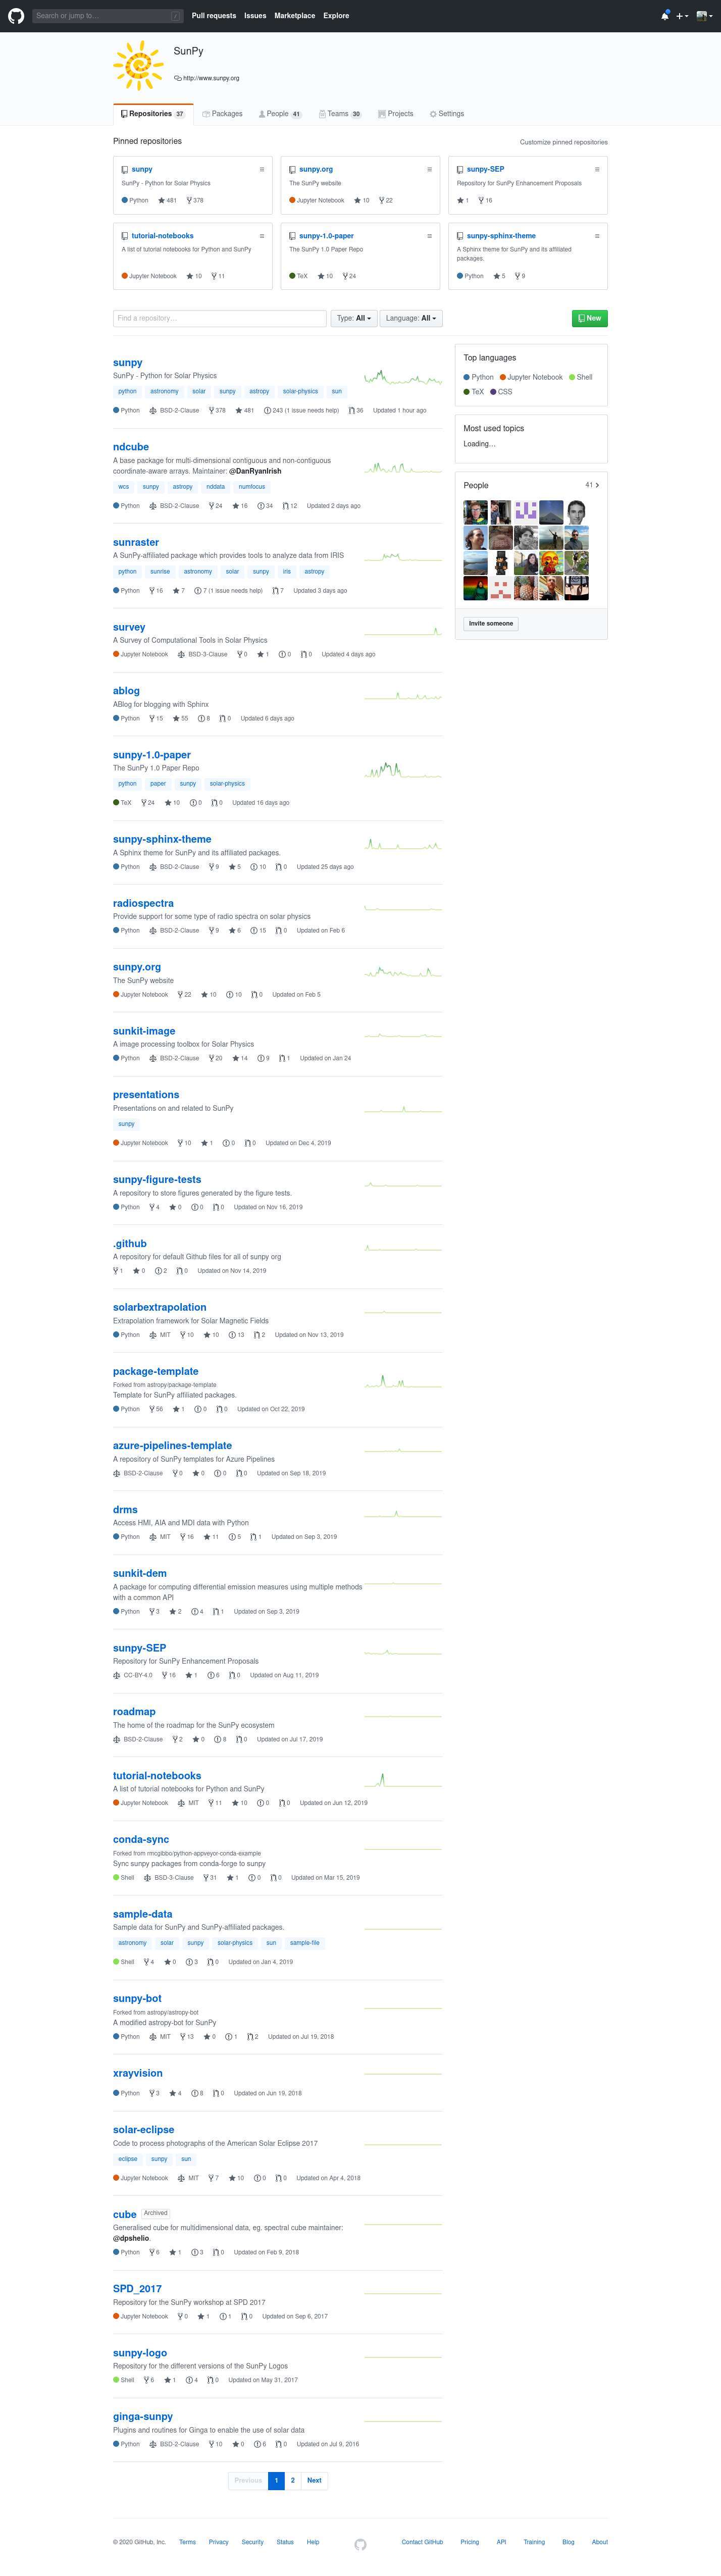 Search or jump to…
/
Pull requests Issues Marketplace Explore
SunPy
http://www.sunpy.org
Repositories 37 Packages People 41 Teams 30 Projects Settings
Pinned repositories
Customize pinned repositories
sunpy
SunPy - Python for Solar Physics
Python 481 378
sunpy.org
The SunPy website
Jupyter Notebook 10 22
sunpy-SEP
Repository for SunPy Enhancement Proposals
1 16
tutorial-notebooks
A list of tutorial notebooks for Python and SunPy
Jupyter Notebook 10 11
sunpy-1.0-paper
The SunPy 1.0 Paper Repo
TeX 10 24
sunpy-sphinx-theme
A Sphinx theme for SunPy and its affiliated
packages.
Python 5 9
Find a repository…
Type: All
Language: All
New
sunpy
SunPy - Python for Solar Physics
python astronomy solar sunpy astropy solar-physics sun
Python BSD-2-Clause 378 481 243 (1 issue needs help) 36 Updated 1 hour ago
ndcube
A base package for multi-dimensional contiguous and non-contiguous
coordinate-aware arrays. Maintainer: @DanRyanIrish
wcs sunpy astropy nddata numfocus
Python BSD-2-Clause 24 16 34 12 Updated 2 days ago
sunraster
A SunPy-affiliated package which provides tools to analyze data from IRIS
python sunrise astronomy solar sunpy iris astropy
Python 16 7 7 (1 issue needs help) 7 Updated 3 days ago
survey
A Survey of Computational Tools in Solar Physics
Jupyter Notebook BSD-3-Clause 0 1 0 0 Updated 4 days ago
ablog
ABlog for blogging with Sphinx
Python 15 55 8 0 Updated 6 days ago
sunpy-1.0-paper
The SunPy 1.0 Paper Repo
python paper sunpy solar-physics
TeX 24 10 0 0 Updated 16 days ago
sunpy-sphinx-theme
A Sphinx theme for SunPy and its affiliated packages.
Python BSD-2-Clause 9 5 10 0 Updated 25 days ago
radiospectra
Provide support for some type of radio spectra on solar physics
Python BSD-2-Clause 9 6 15 0 Updated on Feb 6
sunpy.org
The SunPy website
Jupyter Notebook 22 10 10 0 Updated on Feb 5
sunkit-image
A image processing toolbox for Solar Physics
Python BSD-2-Clause 20 14 9 1 Updated on Jan 24
presentations
Presentations on and related to SunPy
sunpy
Jupyter Notebook 10 1 0 0 Updated on Dec 4, 2019
sunpy-figure-tests
A repository to store figures generated by the figure tests.
Python 4 0 0 0 Updated on Nov 16, 2019
.github
A repository for default Github files for all of sunpy org
1 0 2 0 Updated on Nov 14, 2019
solarbextrapolation
Extrapolation framework for Solar Magnetic Fields
Python MIT 10 10 13 2 Updated on Nov 13, 2019
package-template
Forked from astropy/package-template
Template for SunPy affiliated packages.
Python 56 1 0 0 Updated on Oct 22, 2019
azure-pipelines-template
A repository of SunPy templates for Azure Pipelines
BSD-2-Clause 0 0 0 0 Updated on Sep 18, 2019
drms
Access HMI, AIA and MDI data with Python
Python MIT 16 11 5 1 Updated on Sep 3, 2019
sunkit-dem
A package for computing differential emission measures using multiple methods
with a common API
Python 3 2 4 1 Updated on Sep 3, 2019
sunpy-SEP
Repository for SunPy Enhancement Proposals
CC-BY-4.0 16 1 6 0 Updated on Aug 11, 2019
roadmap
The home of the roadmap for the SunPy ecosystem
BSD-2-Clause 2 0 8 0 Updated on Jul 17, 2019
tutorial-notebooks
A list of tutorial notebooks for Python and SunPy
Jupyter Notebook MIT 11 10 0 0 Updated on Jun 12, 2019
conda-sync
Forked from rmcgibbo/python-appveyor-conda-example
Sync sunpy packages from conda-forge to sunpy
Shell BSD-3-Clause 31 1 0 0 Updated on Mar 15, 2019
sample-data
Sample data for SunPy and SunPy-affiliated packages.
astronomy solar sunpy solar-physics sun sample-file
Shell 4 0 3 0 Updated on Jan 4, 2019
sunpy-bot
Forked from astropy/astropy-bot
A modified astropy-bot for SunPy
Python MIT 13 0 1 2 Updated on Jul 19, 2018
xrayvision
Python 3 4 8 0 Updated on Jun 19, 2018
solar-eclipse
Code to process photographs of the American Solar Eclipse 2017
eclipse sunpy sun
Jupyter Notebook MIT 7 10 0 0 Updated on Apr 4, 2018
cube Archived
Generalised cube for multidimensional data, eg. spectral cube maintainer:
@dpshelio.
Python 6 1 3 0 Updated on Feb 9, 2018
SPD_2017
Repository for the SunPy workshop at SPD 2017
Jupyter Notebook 0 1 1 0 Updated on Sep 6, 2017
sunpy-logo
Repository for the different versions of the SunPy Logos
Shell 6 1 4 0 Updated on May 31, 2017
ginga-sunpy
Plugins and routines for Ginga to enable the use of solar data
Python BSD-2-Clause 10 0 6 0 Updated on Jul 9, 2016
Previous 1 2 Next
Top languages
Python Jupyter Notebook Shell
TeX CSS
Most used topics
Loading…
People 41
Invite someone
© 2020 GitHub, Inc. Terms Privacy Security Status Help Contact GitHub Pricing API Training Blog About